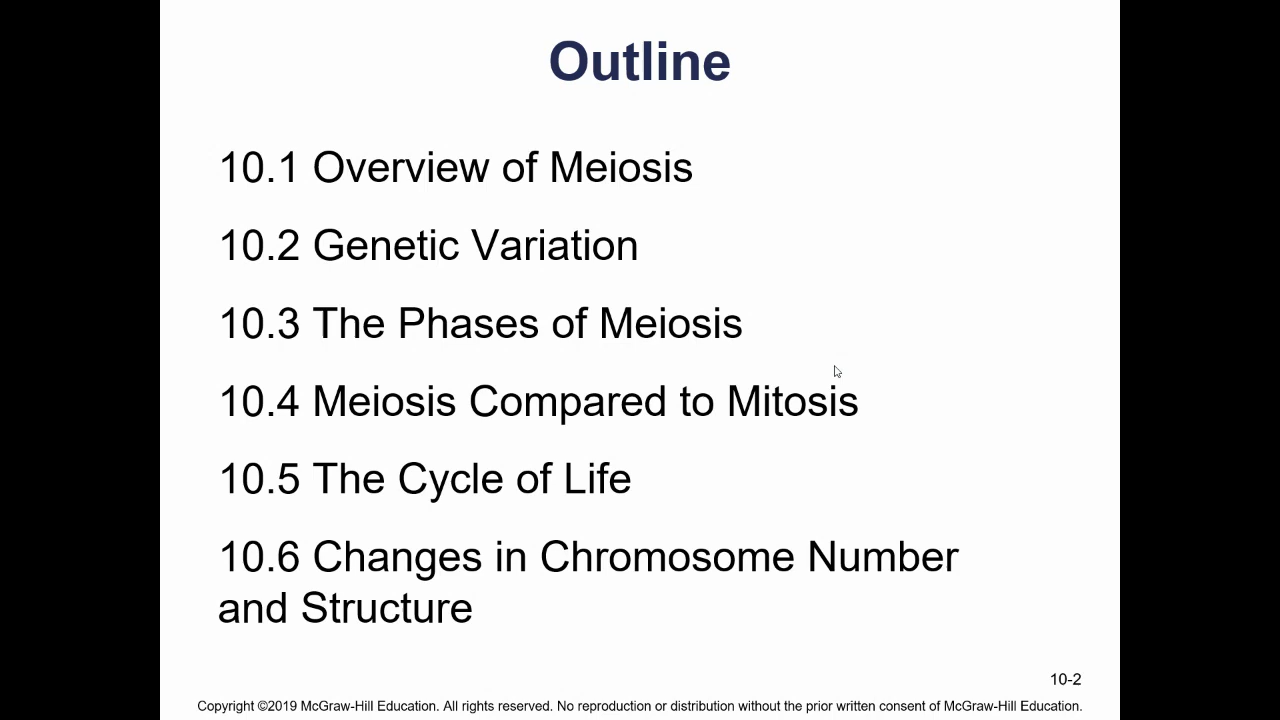 Outline
10.1 Overview of Meiosis
10.2 Genetic Variation
10.3 The Phases of Meiosis
10.4 Meiosis Compared to Mitosis
10.5 The Cycle of Life
10.6 Changes in Chromosome Number
and Structure
10-2
Copyright ©2019 McGraw-Hill Education. All rights reserved. No reproduction or distribution without the prior written consent of McGraw-Hill Education.